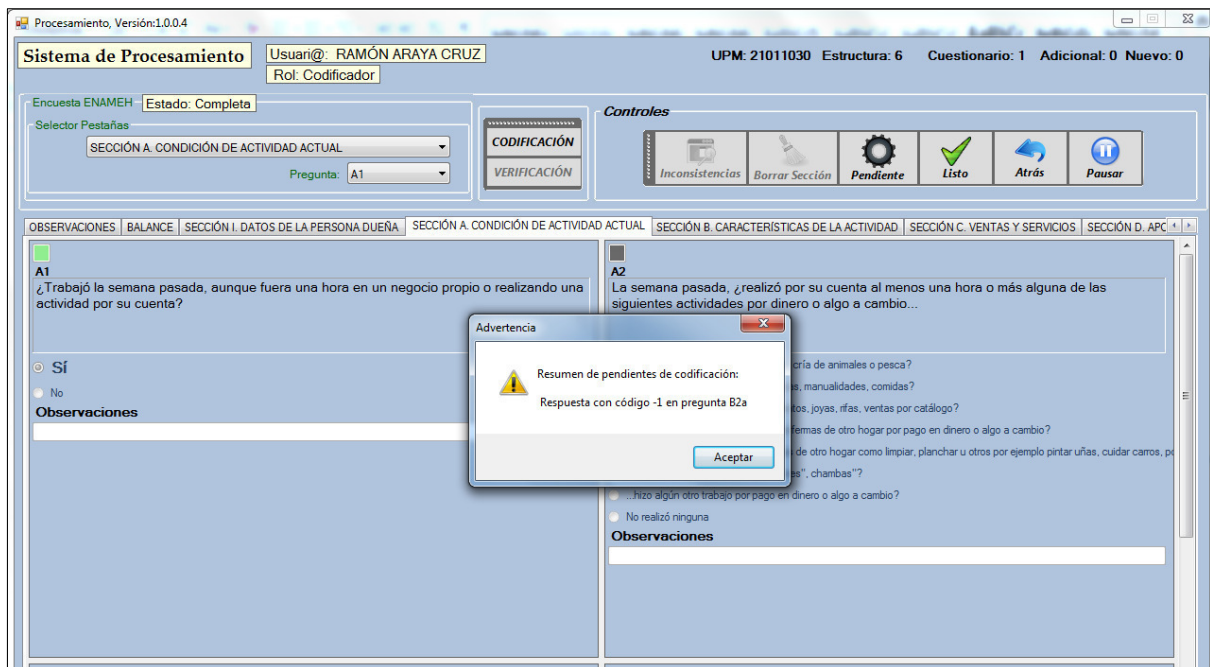 Procesamiento, Versión:1.0.0.4
Sistema de Procesamiento
Usuari@: RAMÓN ARAYA CRUZ
Rol: Codificador
UPM: 21011030 Estructura: 6 Cuestionario: 1 Adicional: 0 Nuevo: 0
Encuesta ENAMEH
Estado: Completa
Selector Pestañas
SECCIÓN A. CONDICIÓN DE ACTIVIDAD ACTUAL
Pregunta: A1
CODIFICACIÓN
VERIFICACIÓN
Controles
Inconsistencias
Borrar Sección
Pendiente
Listo
Atrás
Pausar
OBSERVACIONES
BALANCE
SECCIÓN I. DATOS DE LA PERSONA DUEÑA
SECCIÓN A. CONDICIÓN DE ACTIVIDAD ACTUAL
SECCIÓN B. CARACTERÍSTICAS DE LA ACTIVIDAD
SECCIÓN C. VENTAS Y SERVICIOS
SECCIÓN D. APC
A1
¿Trabajó la semana pasada, aunque fuera una hora en un negocio propio o realizando una
actividad por su cuenta?
Sí
No
Observaciones
A2
La semana pasada, ¿realizó por su cuenta al menos una hora o más alguna de las
siguientes actividades por dinero o algo a cambio...
cría de animales o pesca?
manualidades, comidas?
joyas, rifas, ventas por catálogo?
de otro hogar por pago en dinero o algo a cambio?
de otro hogar como limpiar, planchar u otros por ejemplo pintar uñas, cuidar carros,
chambas"?
...hizo algún otro trabajo por pago en dinero o algo a cambio?
No realizó ninguna
Observaciones
Advertencia
Resumen de pendientes de codificación:
Respuesta con código -1 en pregunta B2a
Aceptar